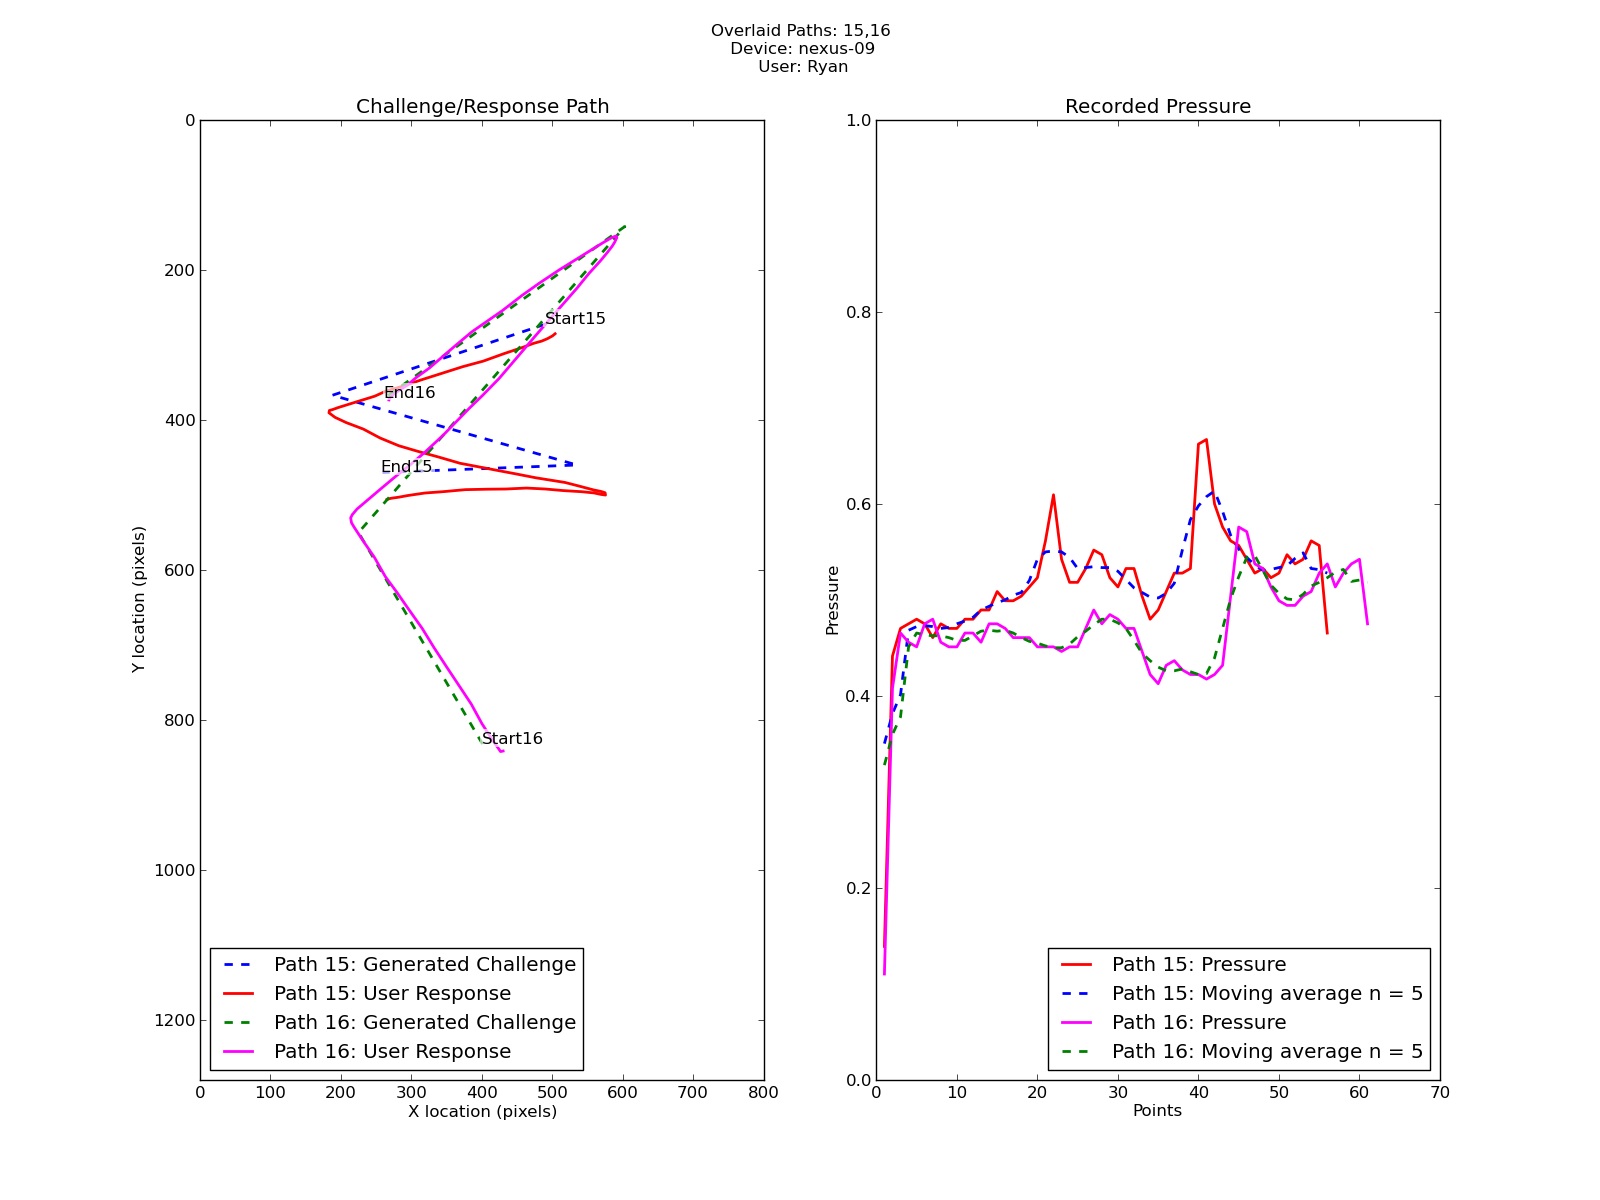 Overlaid Paths: 15,16
Device: nexus-09
User: Ryan
Challenge/Response Path
0
200
400
600
800
1000
1200
Y location (pixels)
Start15
End16
End15
Start16
Path 15: Generated Challenge
Path 15: User Response
Path 16: Generated Challenge
Path 16: User Response
0 100 200 300 400 500 600 700 800
X location (pixels)
Recorded Pressure
1.0
0.8
0.6
0.4
0.2
0.0
Pressure
Path 15: Pressure
Path 15: Moving average n = 5
Path 16: Pressure
Path 16: Moving average n = 5
0 10 20 30 40 50 60 70
Points